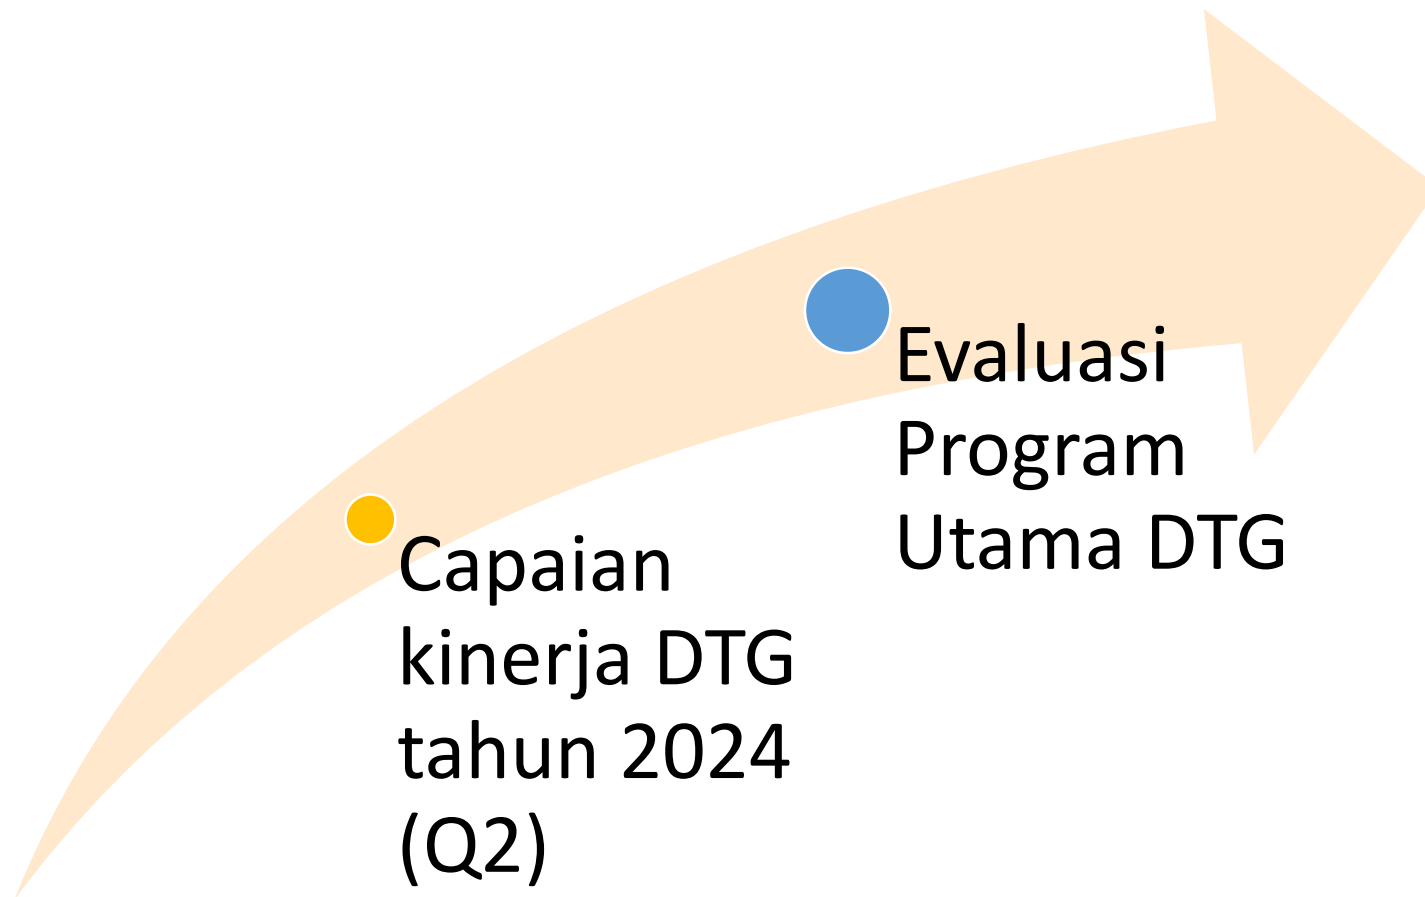 Capaian
kinerja DTG
tahun 2024
(Q2)
Evaluasi
Program
Utama DTG